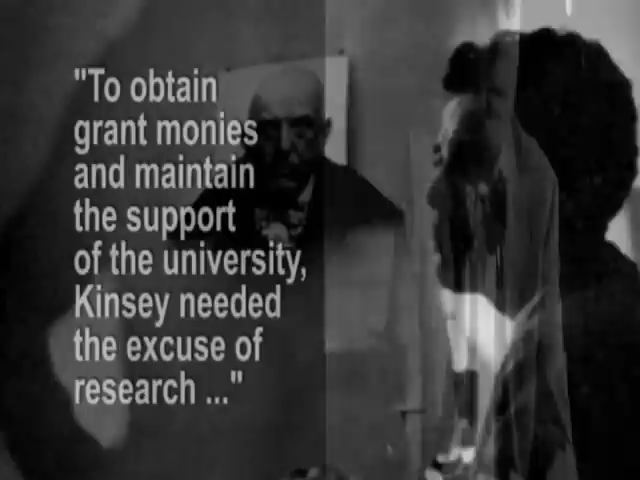 "To obtain
grant monies
and maintain
the support
of the university,
Kinsey needed
the excuse of
research ..."